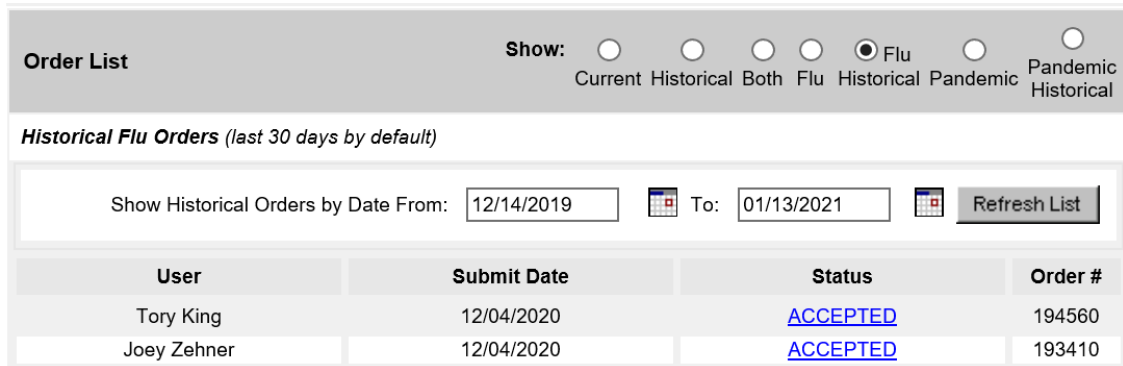 Order List
Show:
Current Historical Both Flu Flu Historical Pandemic Pandemic Historical
Historical Flu Orders (last 30 days by default)
Show Historical Orders by Date From: 12/14/2019 To: 01/13/2021 Refresh List
User Submit Date Status Order #
Tory King 12/04/2020 ACCEPTED 194560
Joey Zehner 12/04/2020 ACCEPTED 193410